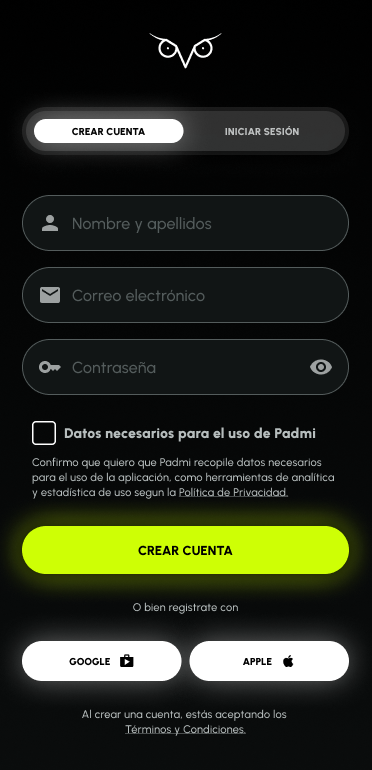 CREAR CUENTA
INICIAR SESIÓN
Nombre y apellidos
Correo electrónico
Contraseña
Datos necesarios para el uso de Padmi
Confirmo que quiero que Padmi recopile datos necesarios
para el uso de la aplicación, como herramientas de analítica
y estadística de uso segun la Política de Privacidad.
CREAR CUENTA
O bien registrate con
GOOGLE
APPLE
Al crear una cuenta, estás aceptando los
Términos y Condiciones.